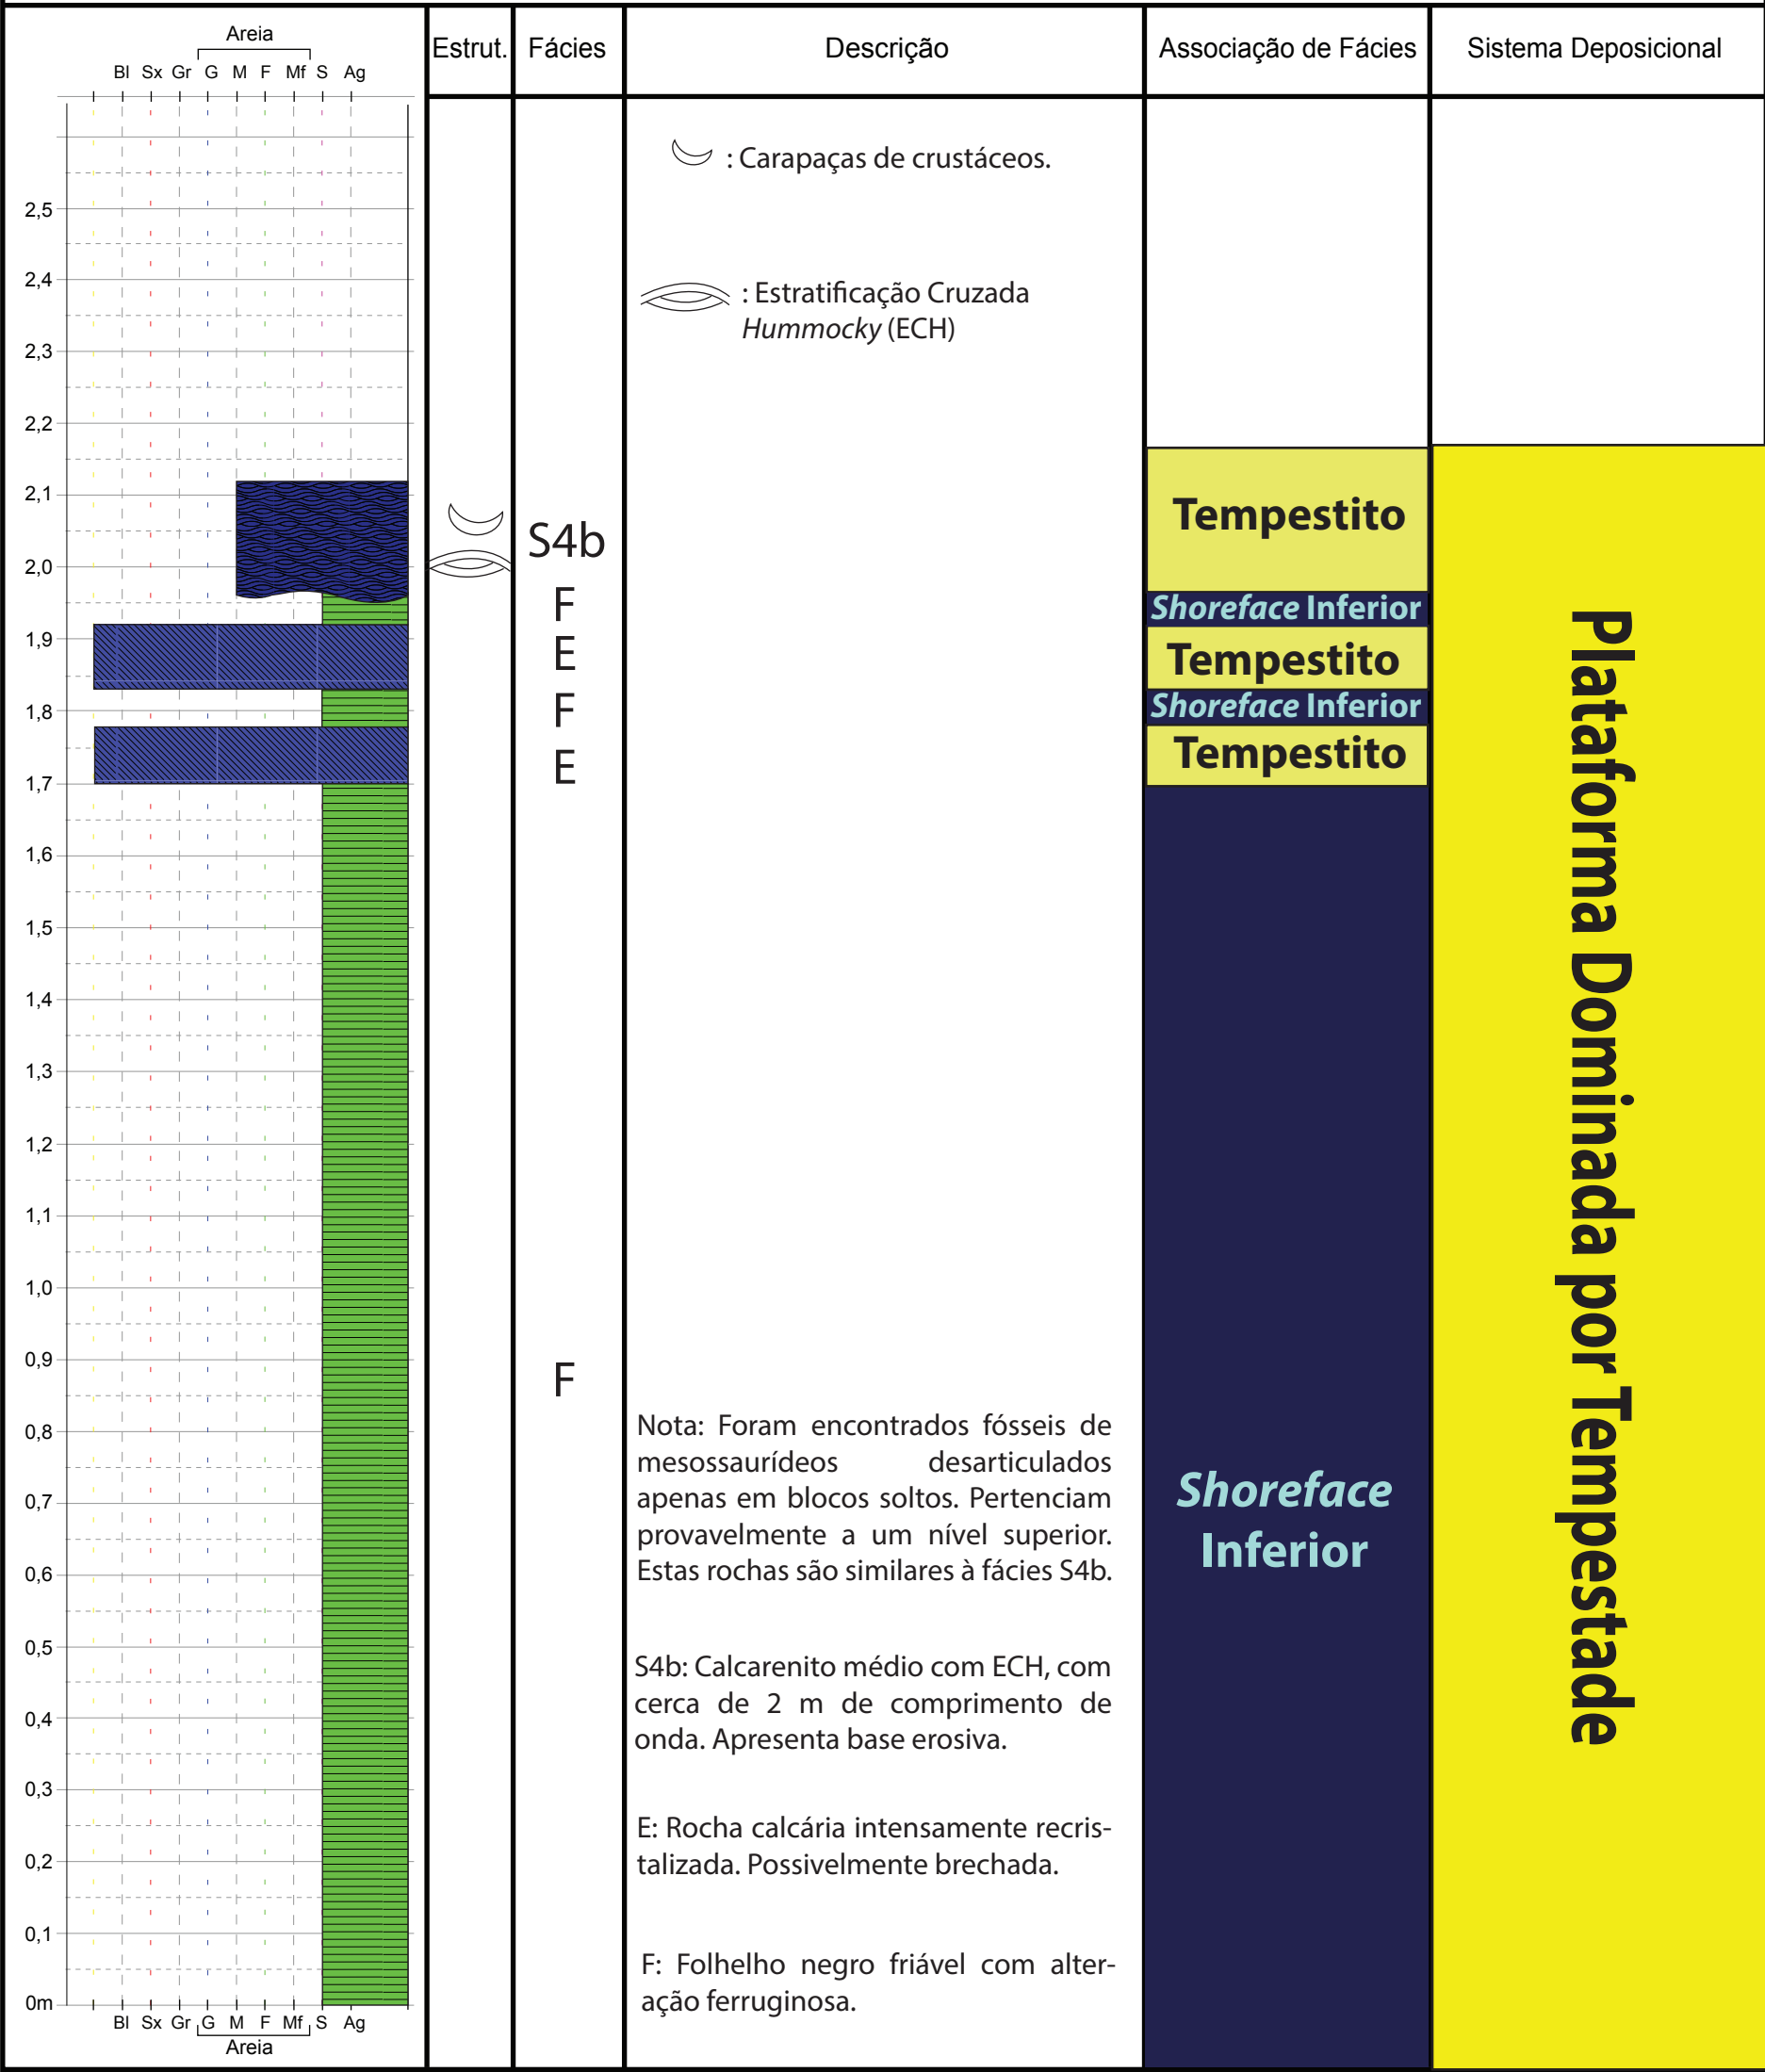 Areia
Bl Sx Gr G M F Mf S Ag
Estrut.
Fácies
Descrição
Associação de Fácies
Sistema Deposicional
2,5
2,4
2,3
2,2
2,1
2,0
1,9
1,8
1,7
1,6
1,5
1,4
1,3
1,2
1,1
1,0
0,9
0,8
0,7
0,6
0,5
0,4
0,3
0,2
0,1
0m
Bl Sx Gr G M F Mf S Ag
Areia
S4b
F
E
F
E
F
: Carapaças de crustáceos.
: Estratificação Cruzada
Hummocky (ECH)
Nota: Foram encontrados fósseis de
mesossaurídeos desarticulados
apenas em blocos soltos. Pertenciam
provavelmente a um nível superior.
Estas rochas são similares à fácies S4b.
S4b: Calcarenito médio com ECH, com
cerca de 2 m de comprimento de
onda. Apresenta base erosiva.
E: Rocha calcária intensamente recris-
talizada. Possivelmente brechada.
F: Folhelho negro friável com alter-
ação ferruginosa.
Tempestito
Shoreface Inferior
Tempestito
Shoreface Inferior
Tempestito
Shoreface
Inferior
Plataforma Dominada por Tempestade